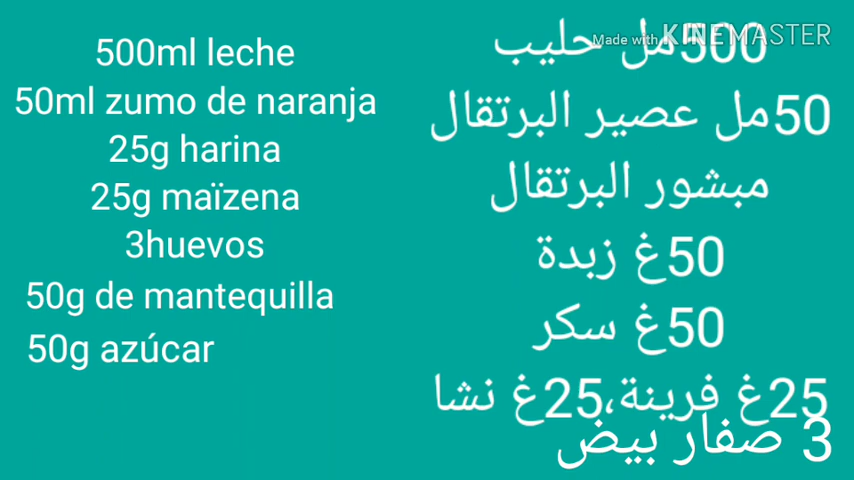 500ml leche
50ml zumo de naranja
25g harina
25g maïzena
3huevos
50g de mantequilla
50g azúcar
Made with KINEMASTER
500مل حليب
50مل عصير البرتقال
مبشور البرتقال
50غ زبدة
50غ سكر
25غ فرينة،25غ نشا
3 صفار بيض